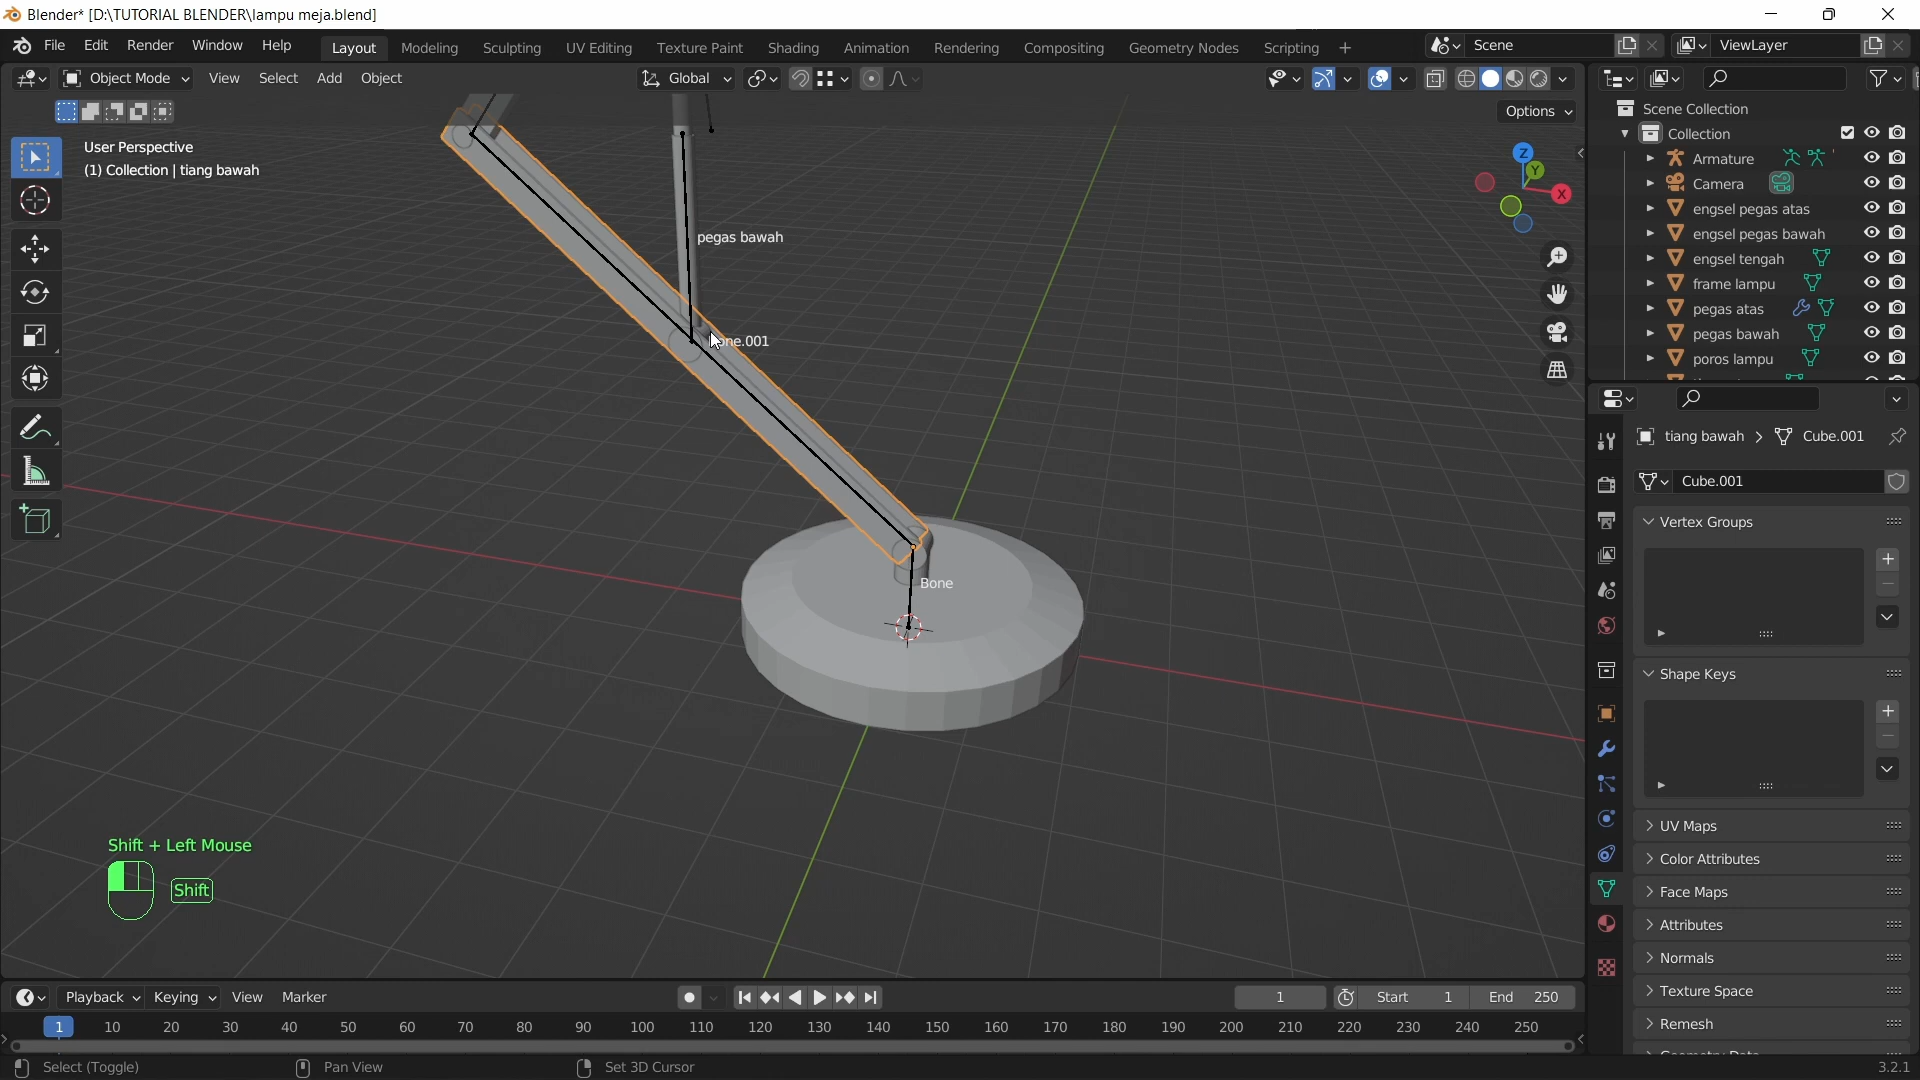 Blender* [D:\TUTORIAL BLENDER\lampu meja.blend]
File Edit Render Window Help Layout Modeling Sculpting UV Editing Texture Paint Shading Animation Rendering Compositing Geometry Nodes Scripting + Scene ViewLayer
Object Mode View Select Add Object Global
Options
User Perspective
(1) Collection | tiang bawah
Z
Y
X
pegas bawah
ne.001
Bone
Scene Collection
Collection
Armature
Camera
engsel pegas atas
engsel pegas bawah
engsel tengah
frame lampu
pegas atas
pegas bawah
poros lampu
tiang bawah > Cube.001
Cube.001
Vertex Groups
Shape Keys
UV Maps
Color Attributes
Face Maps
Attributes
Normals
Texture Space
Remesh
Shift + Left Mouse
Shift
Playback Keying View Marker 1 Start 1 End 250
1 10 20 30 40 50 60 70 80 90 100 110 120 130 140 150 160 170 180 190 200 210 220 230 240 250
Select (Toggle) Pan View Set 3D Cursor 3.2.1